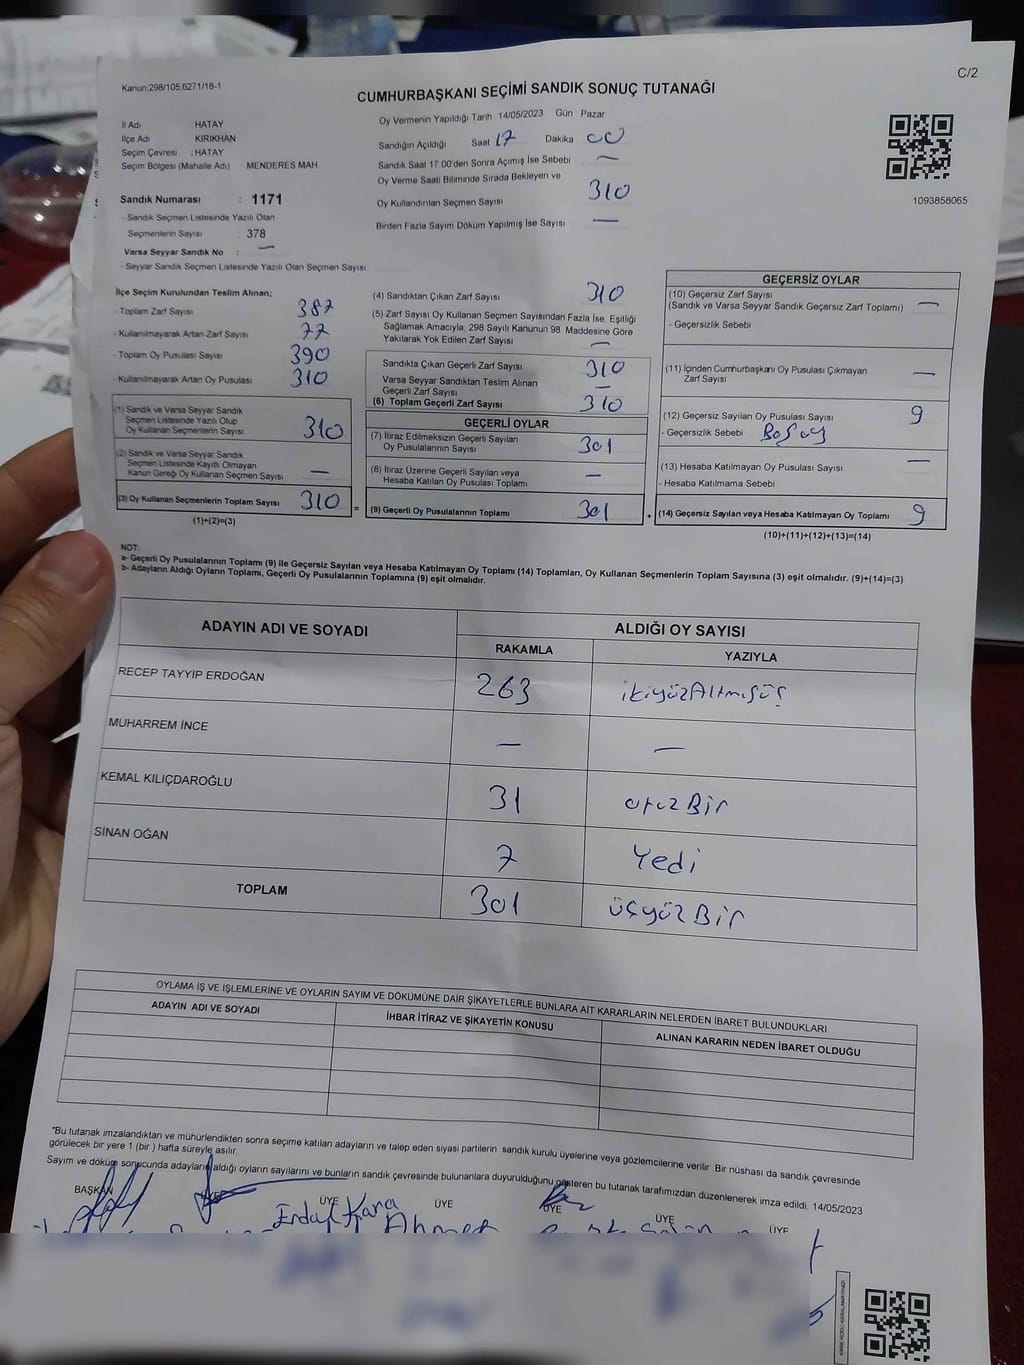 Kanun;298/105,6271/18-1
C/2
CUMHURBAŞKANI SEÇİMİ SANDIK SONUÇ TUTANAĞI
İl Adı HATAY
İlçe Adı KIRIKHAN
Seçim Çevresi : HATAY
Seçim Bölgesi (Mahalle Adı) MENDERES MAH
Sandık Numarası : 1171
- Sandık Seçmen Listesinde Yazılı Olan
Seçmenlerin Sayısı : 378
Varsa Seyyar Sandık No : —
- Seyyar Sandık Seçmen Listesinde Yazılı Olan Seçmen Sayısı
Oy Vermenin Yapıldığı Tarih 14/05/2023 Gün Pazar
Sandığın Açıldığı Saat 17 Dakika 00
Sandık Saat 17.00'den Sonra Açımış İse Sebebi —
Oy Verme Saati Bitiminde Sırada Bekleyen ve
Oy Kullandırılan Seçmen Sayısı 310
Birden Fazla Sayım Döküm Yapılmış İse Sayısı —
1093858065
İlçe Seçim Kurulundan Teslim Alınan;
- Toplam Zarf Sayısı 387
- Kullanılmayarak Artan Zarf Sayısı 77
- Toplam Oy Pusulası Sayısı 390
- Kullanılmayarak Artan Oy Pusulası 310
(1) Sandık ve Varsa Seyyar Sandık
Seçmen Listesinde Yazılı Olup
Oy Kullanan Seçmenlerin Sayısı 310
(2) Sandık ve Varsa Seyyar Sandık
Seçmen Listesinde Kayıtlı Olmayan
Kanun Gereği Oy Kullanan Seçmen Sayısı —
(3) Oy Kullanan Seçmenlerin Toplam Sayısı 310 =
(1)+(2)=(3)
(4) Sandıktan Çıkan Zarf Sayısı 310
(5) Zarf Sayısı Oy Kullanan Seçmen Sayısından Fazla İse, Eşitliği
Sağlamak Amacıyla, 298 Sayılı Kanunun 98 Maddesine Göre
Yakılarak Yok Edilen Zarf Sayısı —
Sandıkta Çıkan Geçerli Zarf Sayısı 310
Varsa Seyyar Sandıktan Teslim Alınan
Geçerli Zarf Sayısı —
(6) Toplam Geçerli Zarf Sayısı 310
GEÇERLİ OYLAR
(7) İtiraz Edilmeksizin Geçerli Sayılan
Oy Pusulalarının Sayısı 301
(8) İtiraz Üzerine Geçerli Sayılan veya
Hesaba Katılan Oy Pusulası Toplamı —
(9) Geçerli Oy Pusulalarının Toplamı 301 +
GEÇERSİZ OYLAR
(10) Geçersiz Zarf Sayısı
(Sandık ve Varsa Seyyar Sandık Geçersiz Zarf Toplamı) —
- Geçersizlik Sebebi
(11) İçinden Cumhurbaşkanı Oy Pusulası Çıkmayan
Zarf Sayısı —
(12) Geçersiz Sayılan Oy Pusulası Sayısı 9
- Geçersizlik Sebebi Boş oy
(13) Hesaba Katılmayan Oy Pusulası Sayısı —
- Hesaba Katılmama Sebebi
(14) Geçersiz Sayılan veya Hesaba Katılmayan Oy Toplamı 9
(10)+(11)+(12)+(13)=(14)
NOT:
a- Geçerli Oy Pusulalarının Toplamı (9) ile Geçersiz Sayılan veya Hesaba Katılmayan Oy Toplamı (14) Toplamları, Oy Kullanan Seçmenlerin Toplam Sayısına (3) eşit olmalıdır. (9)+(14)=(3)
b- Adayların Aldığı Oyların Toplamı, Geçerli Oy Pusulalarının Toplamına (9) eşit olmalıdır.
ADAYIN ADI VE SOYADI ALDIĞI OY SAYISI
RAKAMLA YAZIYLA
RECEP TAYYİP ERDOĞAN 263 ikiyüzAltmışüç
MUHARREM İNCE — —
KEMAL KILIÇDAROĞLU 31 otuzBir
SİNAN OĞAN 7 Yedi
TOPLAM 301 üçyüzBir
OYLAMA İŞ VE İŞLEMLERİNE VE OYLARIN SAYIM VE DÖKÜMÜNE DAİR ŞİKAYETLERLE BUNLARA AİT KARARLARIN NELERDEN İBARET BULUNDUKLARI
ADAYIN ADI VE SOYADI İHBAR İTİRAZ VE ŞİKAYETİN KONUSU ALINAN KARARIN NEDEN İBARET OLDUĞU
"Bu tutanak imzalandıktan ve mühürlendikten sonra seçime katılan adayların ve talep eden siyasi partilerin sandık kurulu üyelerine veya gözlemcilerine verilir. Bir nüshası da sandık çevresinde
görülecek bir yere 1 (bir) hafta süreyle asılır.
Sayım ve döküm sonucunda adayların aldığı oyların sayılarını ve bunların sandık çevresinde bulunanlara duyurulduğunu gösteren bu tutanak tarafımızdan düzenlenerek imza edildi. 14/05/2023
BAŞKAN ÜYE ÜYE ÜYE ÜYE ÜYE ÜYE
Kara
Ahmet